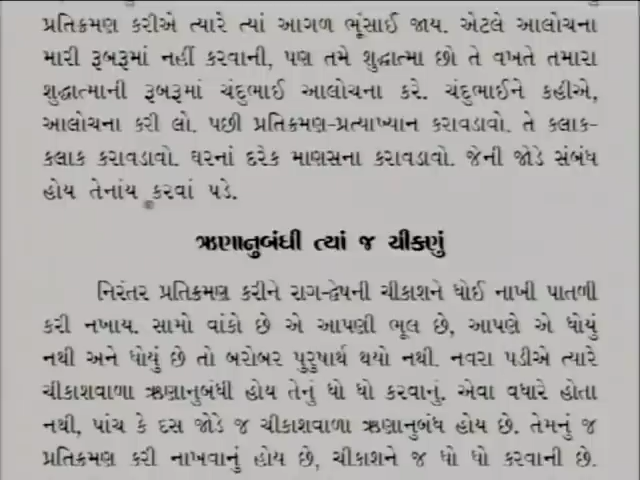 પ્રતિક્રમણ કરીએ ત્યારે ત્યાં આગળ ભૂંસાઈ જાય. એટલે આલોચના
મારી રૂબરૂમાં નહીં કરવાની, પણ તમે શુદ્ધાત્મા છો તે વખતે તમારા
શુદ્ધાત્માની રૂબરૂમાં ચંદુભાઈ આલોચના કરે. ચંદુભાઈને કહીએ,
આલોચના કરી લો. પછી પ્રતિક્રમણ-પ્રત્યાખ્યાન કરાવડાવો. તે કલાક-
કલાક કરાવડાવો. ઘરનાં દરેક માણસના કરાવડાવો. જેની જોડે સંબંધ
હોય તેનાંય કરવાં પડે.
ઋણાનુબંધી ત્યાં જ ચીકણું
નિરંતર પ્રતિક્રમણ કરીને રાગ-દ્વેષની ચીકાશને ધોઈ નાખી પાતળી
કરી નખાય. સામો વાંકો છે એ આપણી ભૂલ છે, આપણે એ ધોયું
નથી અને ધોયું છે તો બરોબર પુરુષાર્થ થયો નથી. નવરા પડીએ ત્યારે
ચીકાશવાળા ઋણાનુબંધી હોય તેનું ધો ધો કરવાનું. એવા વધારે હોતા
નથી, પાંચ કે દસ જોડે જ ચીકાશવાળા ઋણાનુબંધ હોય છે. તેમનું જ
પ્રતિક્રમણ કરી નાખવાનું હોય છે, ચીકાશને જ ધો ધો કરવાની છે.